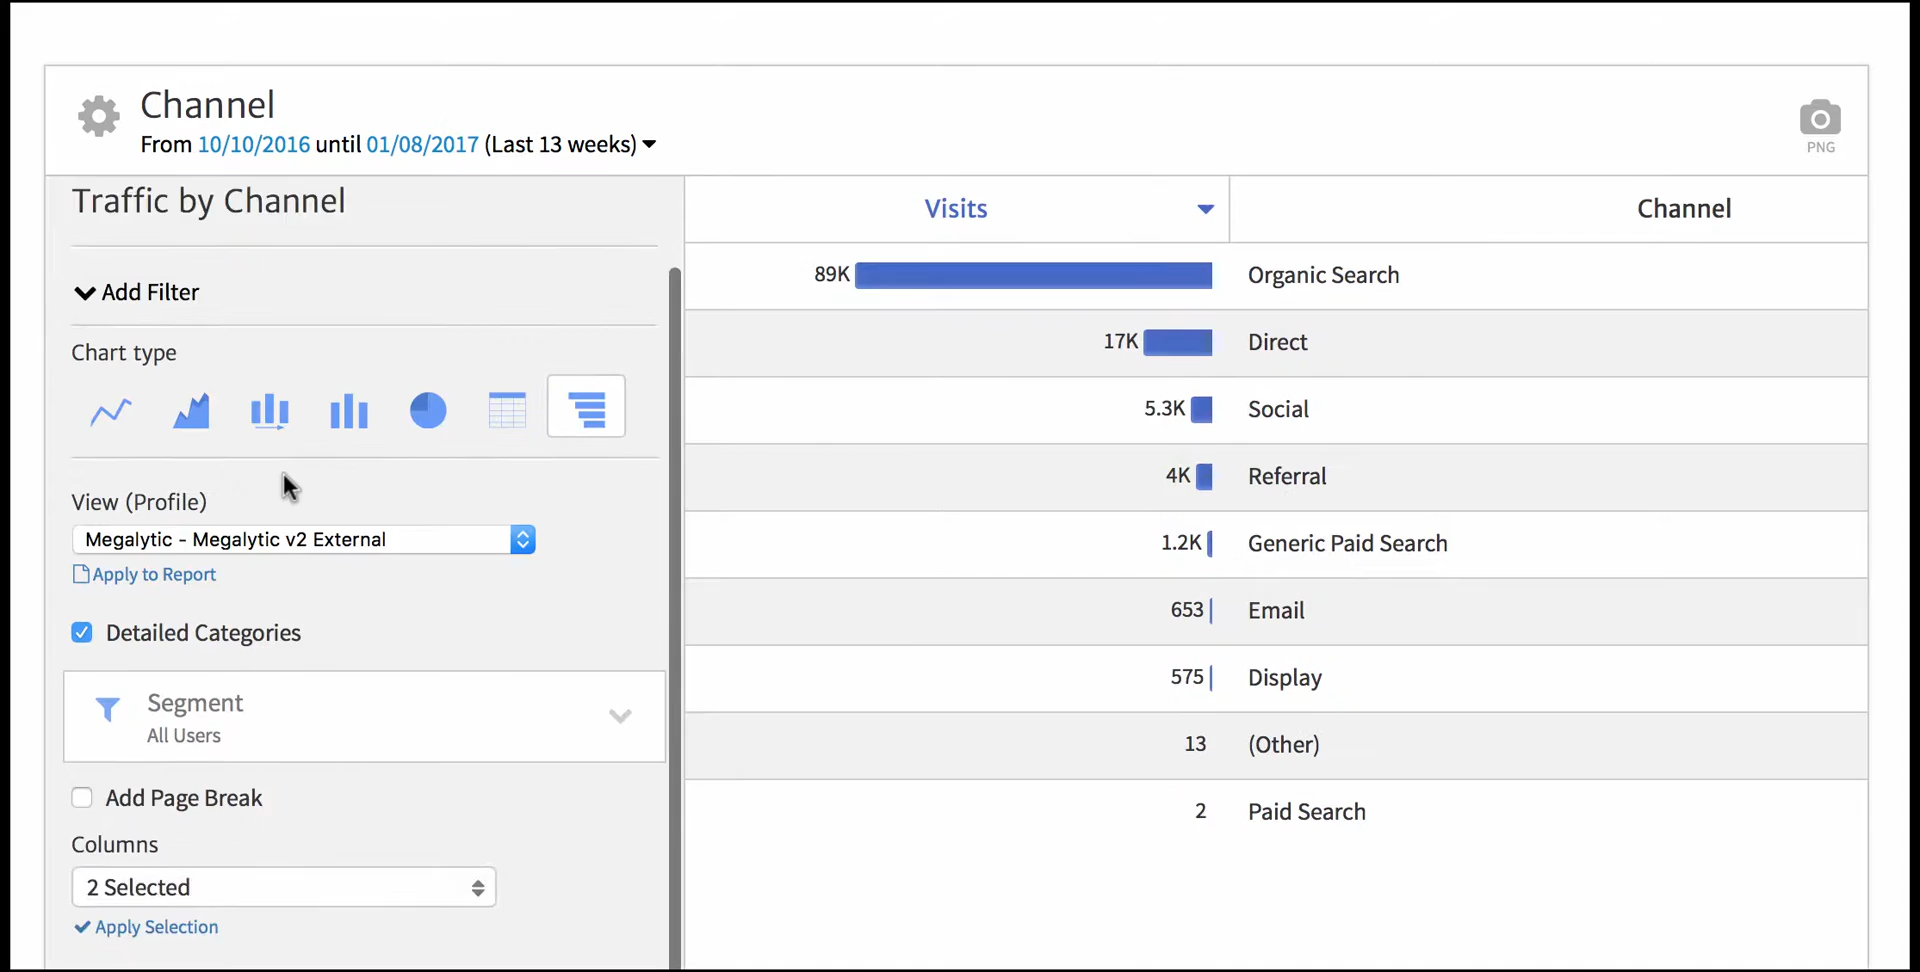 Channel
From 10/10/2016 until 01/08/2017 (Last 13 weeks)
PNG
Traffic by Channel
Add Filter
Chart type
View (Profile)
Megalytic - Megalytic v2 External
Apply to Report
Detailed Categories
Segment
All Users
Add Page Break
Columns
2 Selected
Apply Selection
Visits Channel
89K Organic Search
17K Direct
5.3K Social
4K Referral
1.2K Generic Paid Search
653 Email
575 Display
13 (Other)
2 Paid Search